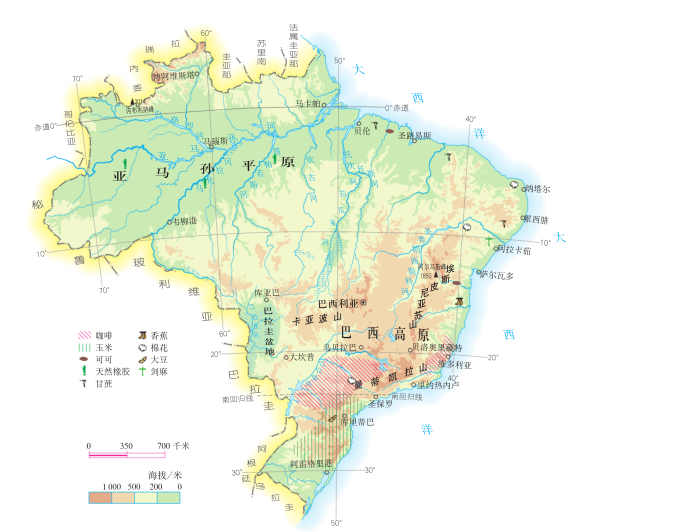 法属圭亚那
苏里南
圭亚那
瑞拉
内委
60°
70°
50°
大
西
洋
博阿维斯塔
马卡帕
0°赤道
赤道0°
哥伦比亚
40°
贝伦
圣路易斯
马瑙斯
亚马孙平原
纳塔尔
秘
鲁
玻利维亚
10°
70°
累西腓
10°
大
阿拉卡茹
韦柳港
萨尔瓦多
库亚巴
1850
巴西利亚
卡亚波山
埃斯皮尼亚苏山
巴西高原
巴拉圭盆地
60°
20°
乌贝拉巴
大坎普
贝洛奥里藏特
维多利亚
20°
西
40°
曼蒂凯拉山
里约热内卢
巴拉圭
南回归线
南回归线
圣保罗
库里蒂巴
洋
阿根廷
阿雷格里港
30°
30°
乌拉圭
50°
咖啡
玉米
可可
天然橡胶
甘蔗
香蕉
棉花
大豆
剑麻
0 350 700 千米
海拔/米
1 000 500 200 0